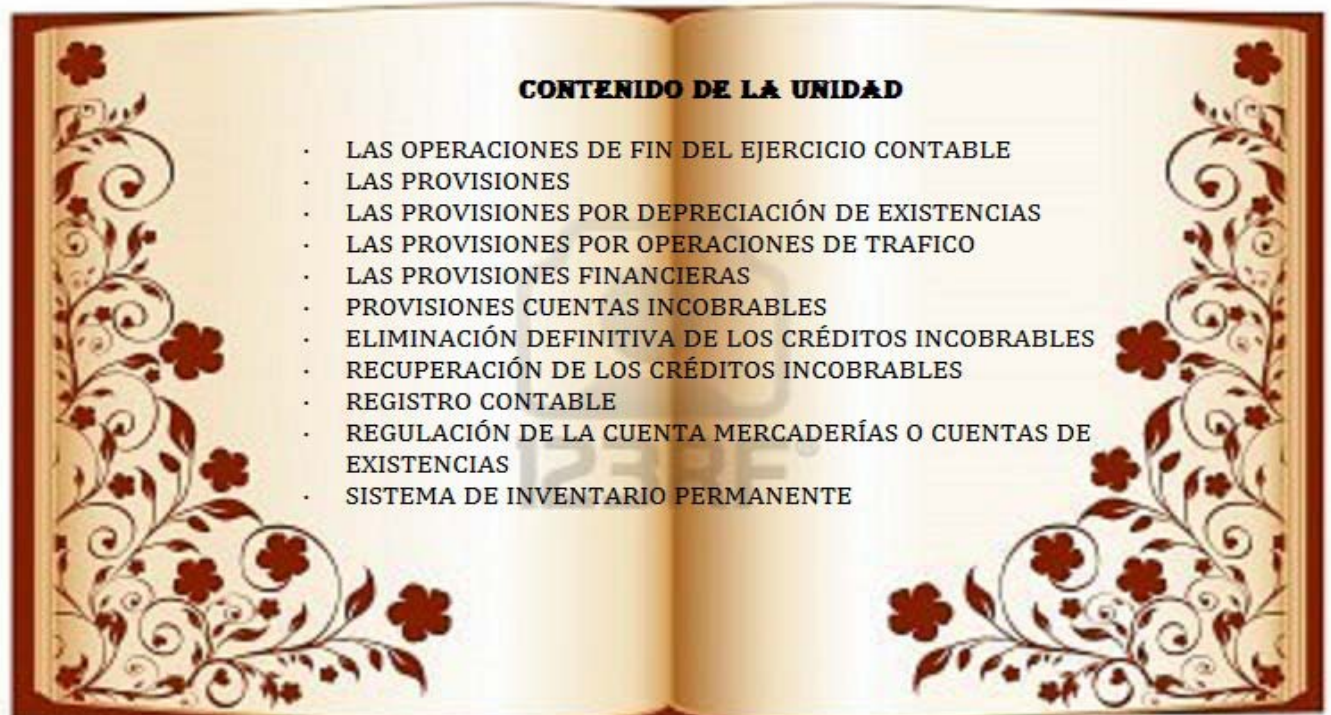 CONTENIDO DE LA UNIDAD
· LAS OPERACIONES DE FIN DEL EJERCICIO CONTABLE
· LAS PROVISIONES
· LAS PROVISIONES POR DEPRECIACIÓN DE EXISTENCIAS
· LAS PROVISIONES POR OPERACIONES DE TRAFICO
· LAS PROVISIONES FINANCIERAS
· PROVISIONES CUENTAS INCOBRABLES
· ELIMINACIÓN DEFINITIVA DE LOS CRÉDITOS INCOBRABLES
· RECUPERACIÓN DE LOS CRÉDITOS INCOBRABLES
· REGISTRO CONTABLE
· REGULACIÓN DE LA CUENTA MERCADERÍAS O CUENTAS DE
EXISTENCIAS
· SISTEMA DE INVENTARIO PERMANENTE
123RF®